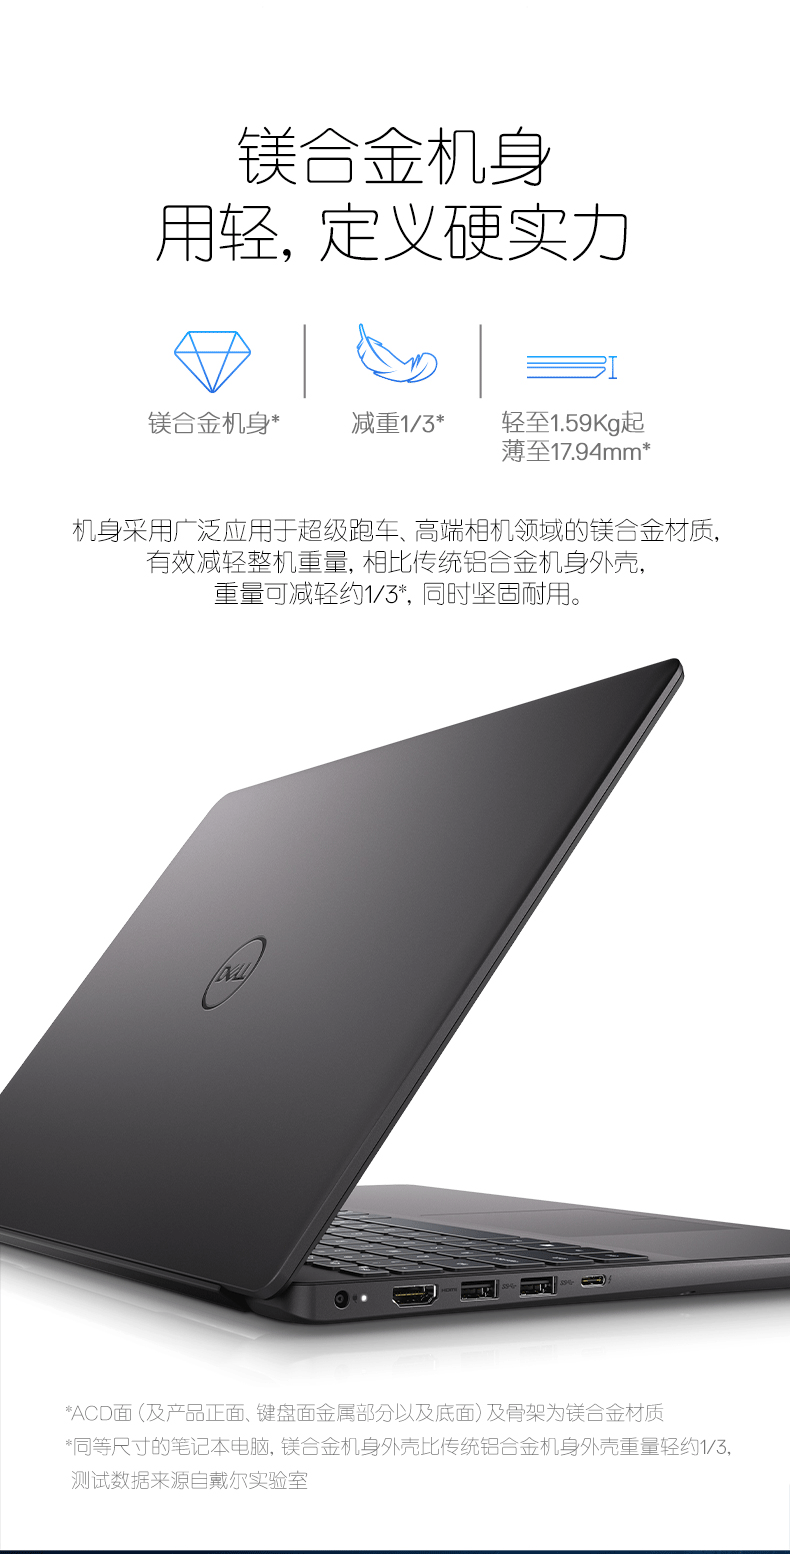 镁合金机身
用轻, 定义硬实力
镁合金机身*
减重1/3*
轻至1.59Kg起
薄至17.94mm*
机身采用广泛应用于超级跑车、高端相机领域的镁合金材质,
有效减轻整机重量, 相比传统铝合金机身外壳,
重量可减轻约1/3*, 同时坚固耐用。
DELL
HDMI
*ACD面 (及产品正面、键盘面金属部分以及底面) 及骨架为镁合金材质
*同等尺寸的笔记本电脑, 镁合金机身外壳比传统铝合金机身外壳重量轻约1/3,
测试数据来源自戴尔实验室